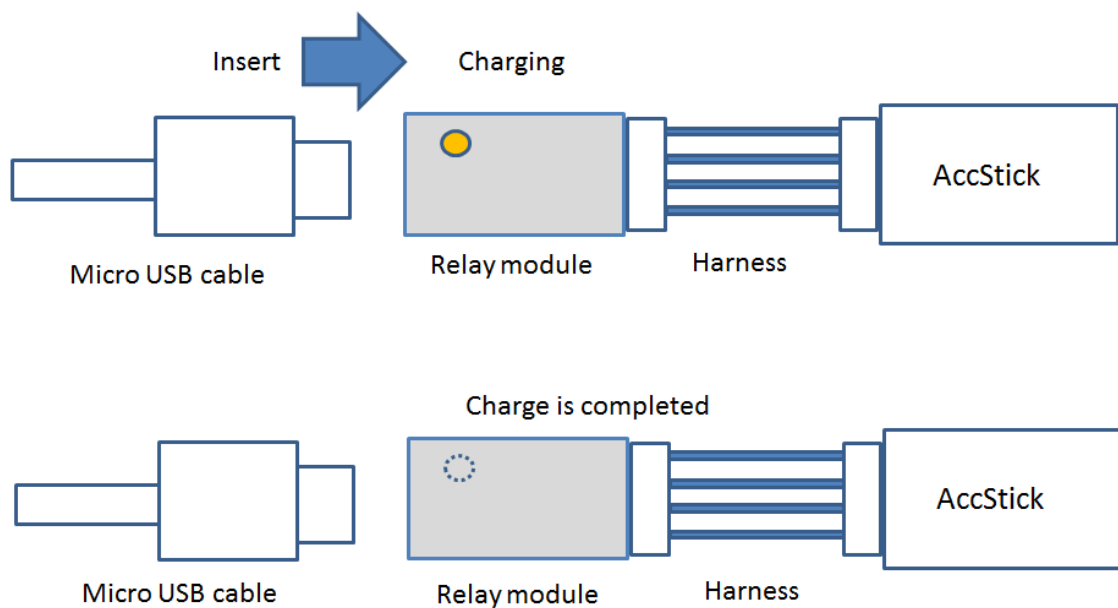 Insert
Charging
AccStick
Micro USB cable
Relay module
Harness
Charge is completed
AccStick
Micro USB cable
Relay module
Harness